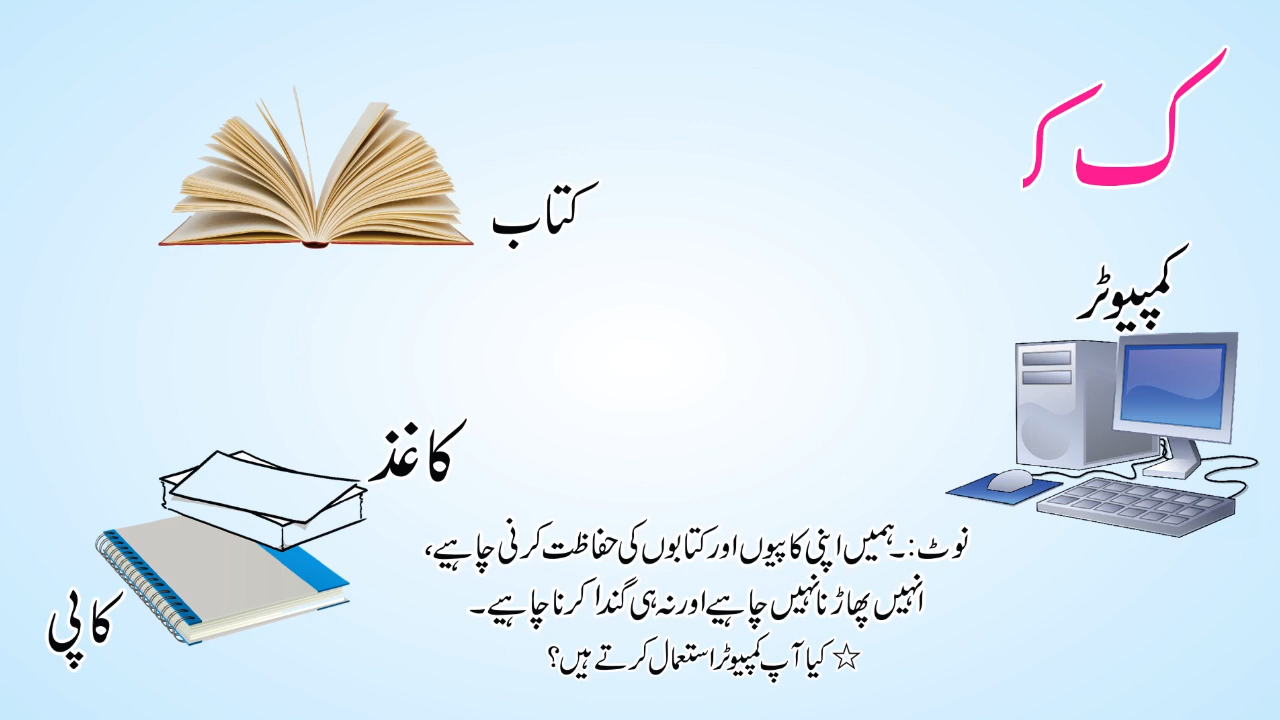 ک کـ
کتاب
کمپیوٹر
کاغذ
کاپی
نوٹ:۔ہمیں اپنی کاپیوں اور کتابوں کی حفاظت کرنی چاہیے،
انہیں پھاڑنا نہیں چاہیے اور نہ ہی گندا کرنا چاہیے۔
☆ کیا آپ کمپیوٹر استعمال کرتے ہیں؟